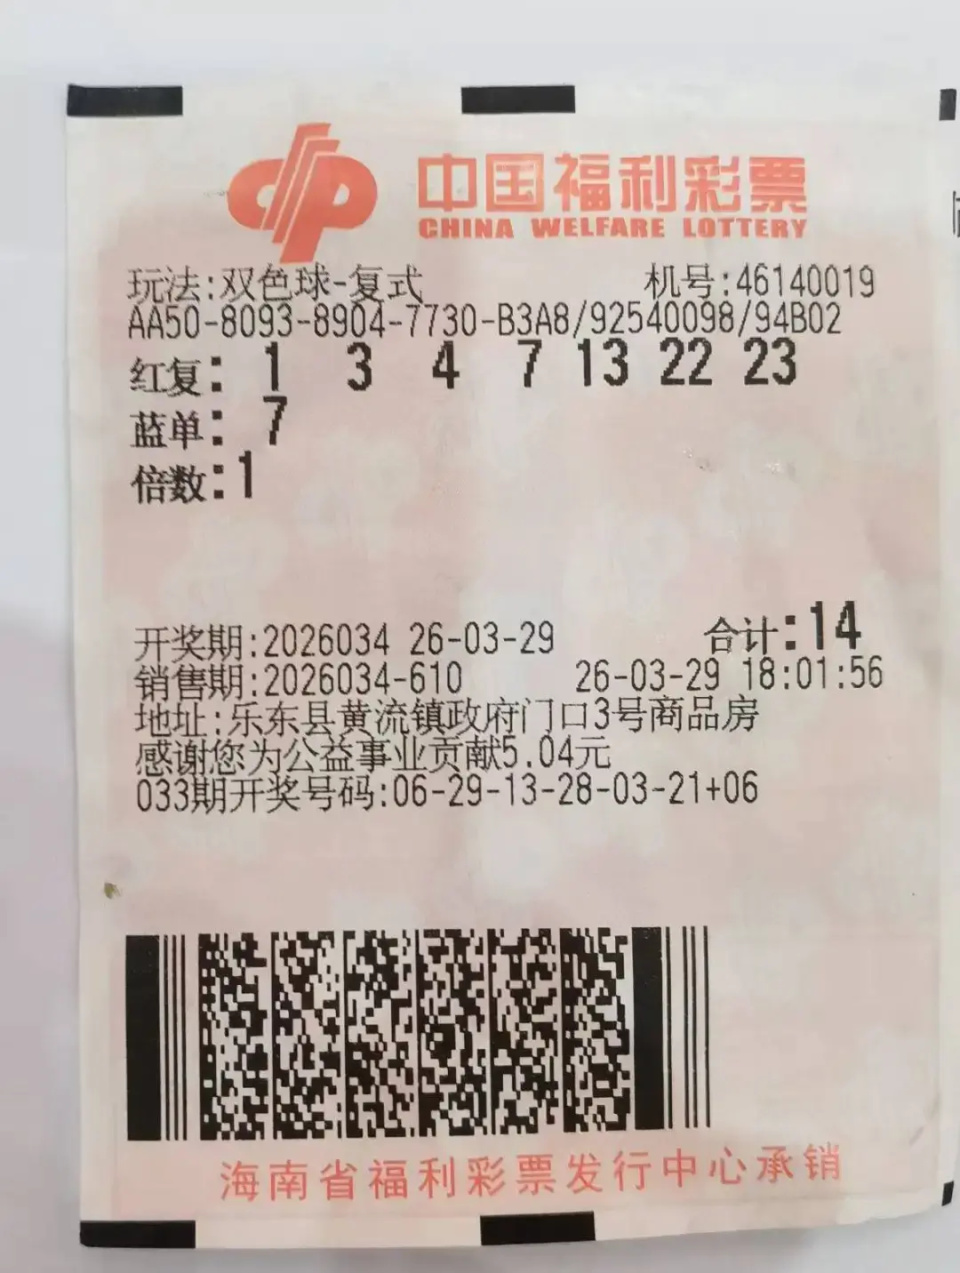 中国福利彩票
CHINA WELFARE LOTTERY
玩法:双色球-复式 机号:46140019
AA50-8093-8904-7730-B3A8/92540098/94B02
红复: 1 3 4 7 13 22 23
蓝单: 7
倍数:1
开奖期:2026034 26-03-29 合计:14
销售期:2026034-610 26-03-29 18:01:56
地址:乐东县黄流镇政府门口3号商品房
感谢您为公益事业贡献5.04元
033期开奖号码:06-29-13-28-03-21+06
海南省福利彩票发行中心承销